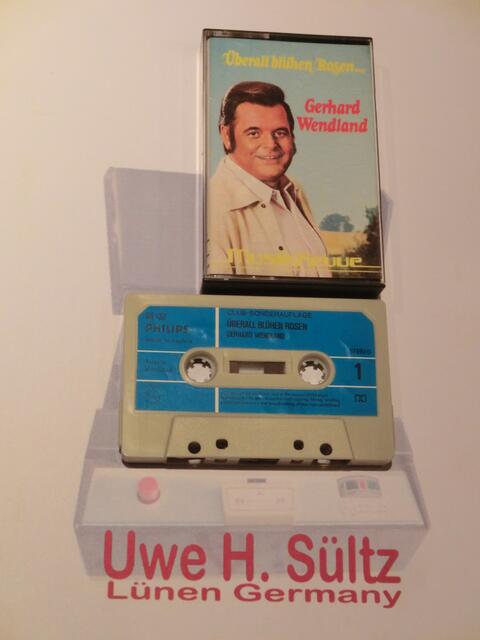 Überall blühen Rosen...
Gerhard
Wendland
MusikRevue
CLUB-SONDERAUFLAGE
PHILIPS
ÜBERALL BLÜHEN ROSEN
GERHARD WENDLAND
STEREO
1
Uwe H. Sültz
Lünen Germany